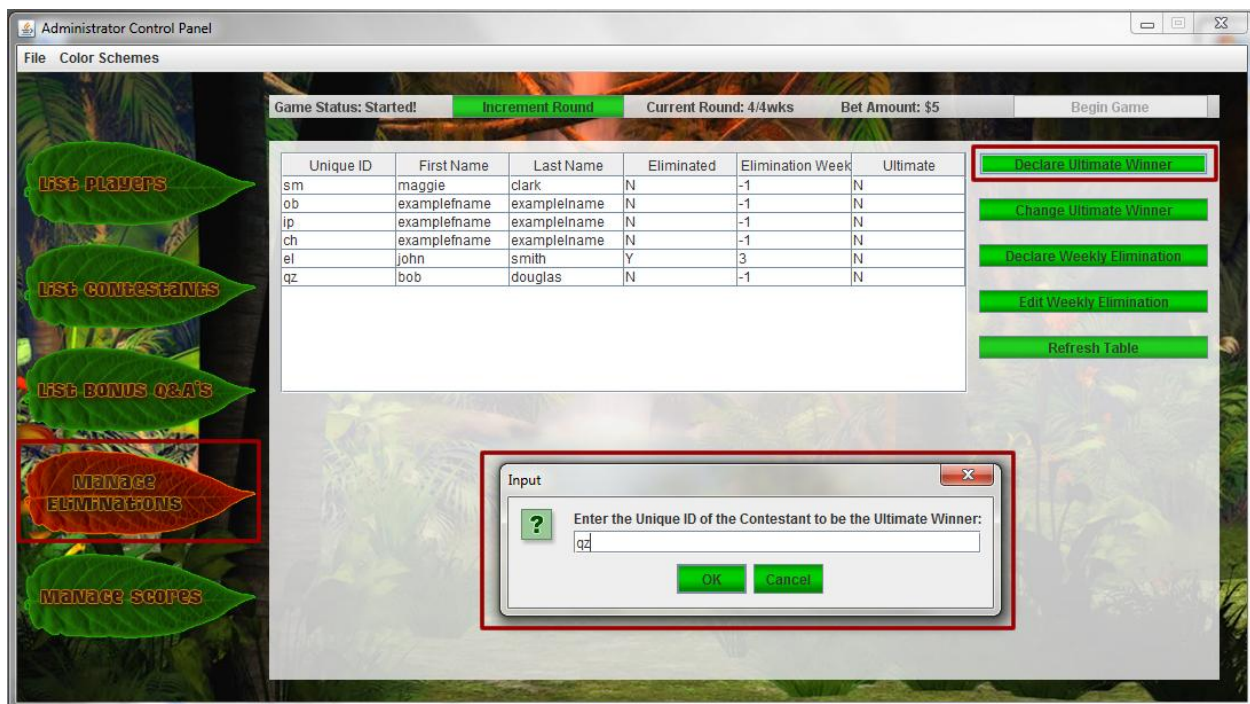 Administrator Control Panel
File Color Schemes
Game Status: Started! Increment Round Current Round: 4/4wks Bet Amount: $5 Begin Game
List Players
List Contestants
List Bonus Q&A's
Manage
Eliminations
Manage Scores
Unique ID First Name Last Name Eliminated Elimination Week Ultimate
sm maggie clark N -1 N
ob examplefname examplelname N -1 N
ip examplefname examplelname N -1 N
ch examplefname examplelname N -1 N
el john smith Y 3 N
qz bob douglas N -1 N
Declare Ultimate Winner
Change Ultimate Winner
Declare Weekly Elimination
Edit Weekly Elimination
Refresh Table
Input
Enter the Unique ID of the Contestant to be the Ultimate Winner:
qz
OK Cancel